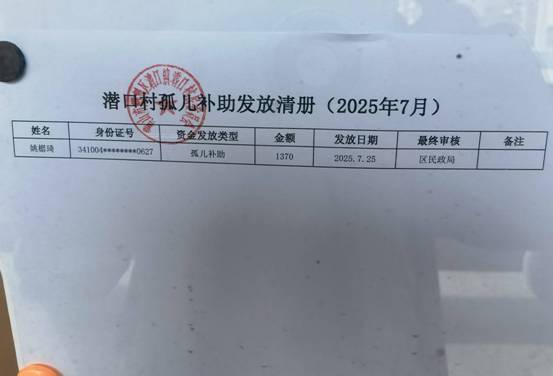 潜口村孤儿补助发放清册（2025年7月）
姓名 身份证号 资金发放类型 金额 发放日期 最终审核 备注
341004********0627 孤儿补助 1370 2025.7.25 区民政局